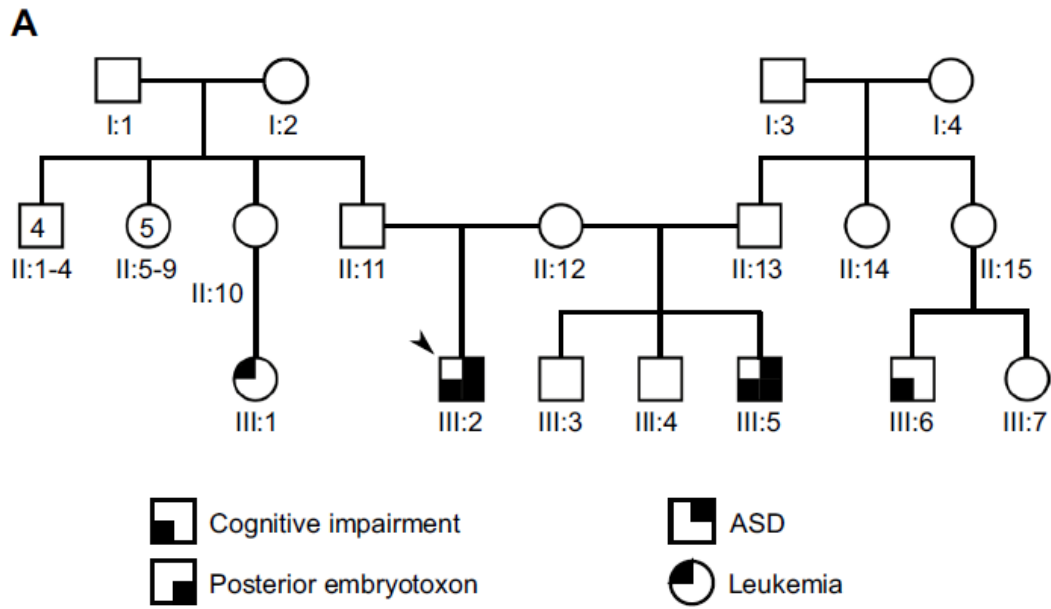 A
I:1 I:2 I:3 I:4
4 5
II:1-4 II:5-9 II:11 II:12 II:13 II:14 II:15
II:10
III:1 III:2 III:3 III:4 III:5 III:6 III:7
Cognitive impairment ASD
Posterior embryotoxon Leukemia